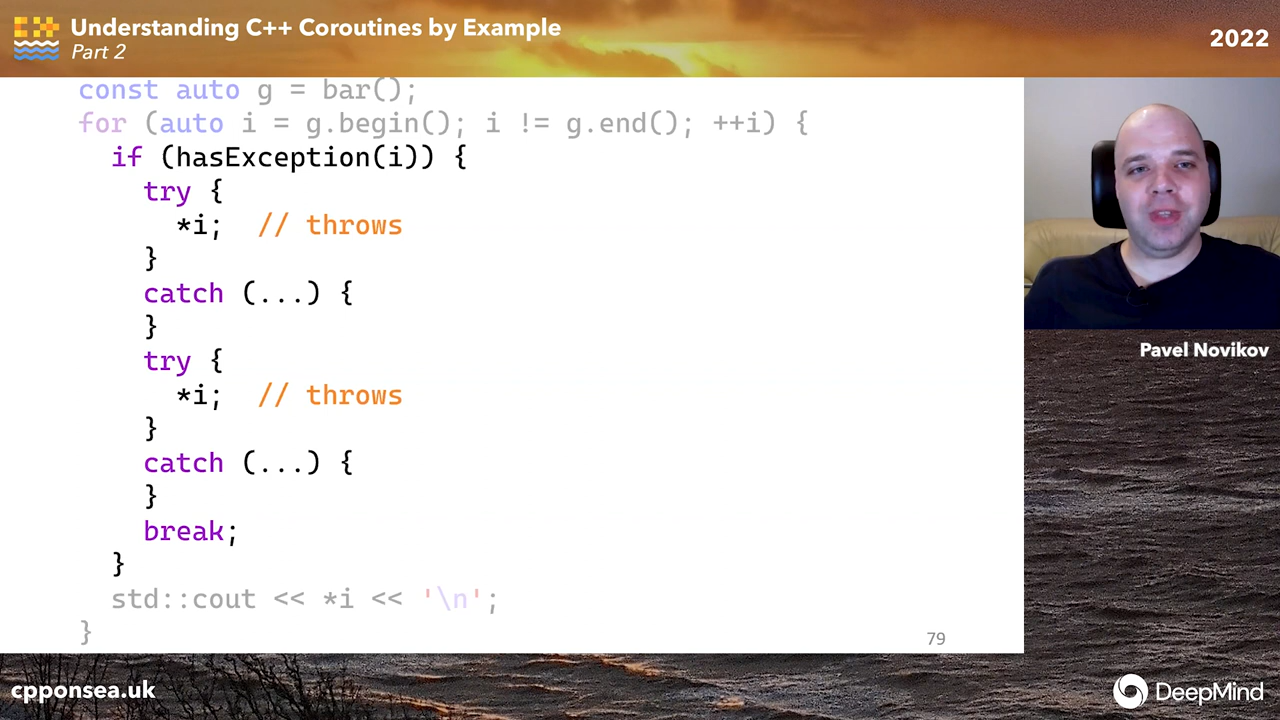 Understanding C++ Coroutines by Example
Part 2
2022
const auto g = bar();
for (auto i = g.begin(); i != g.end(); ++i) {
if (hasException(i)) {
try {
*i; // throws
}
catch (...) {
}
try {
*i; // throws
}
catch (...) {
}
break;
}
std::cout << *i << '\n';
}
79
Pavel Novikov
cpponsea.uk
DeepMind